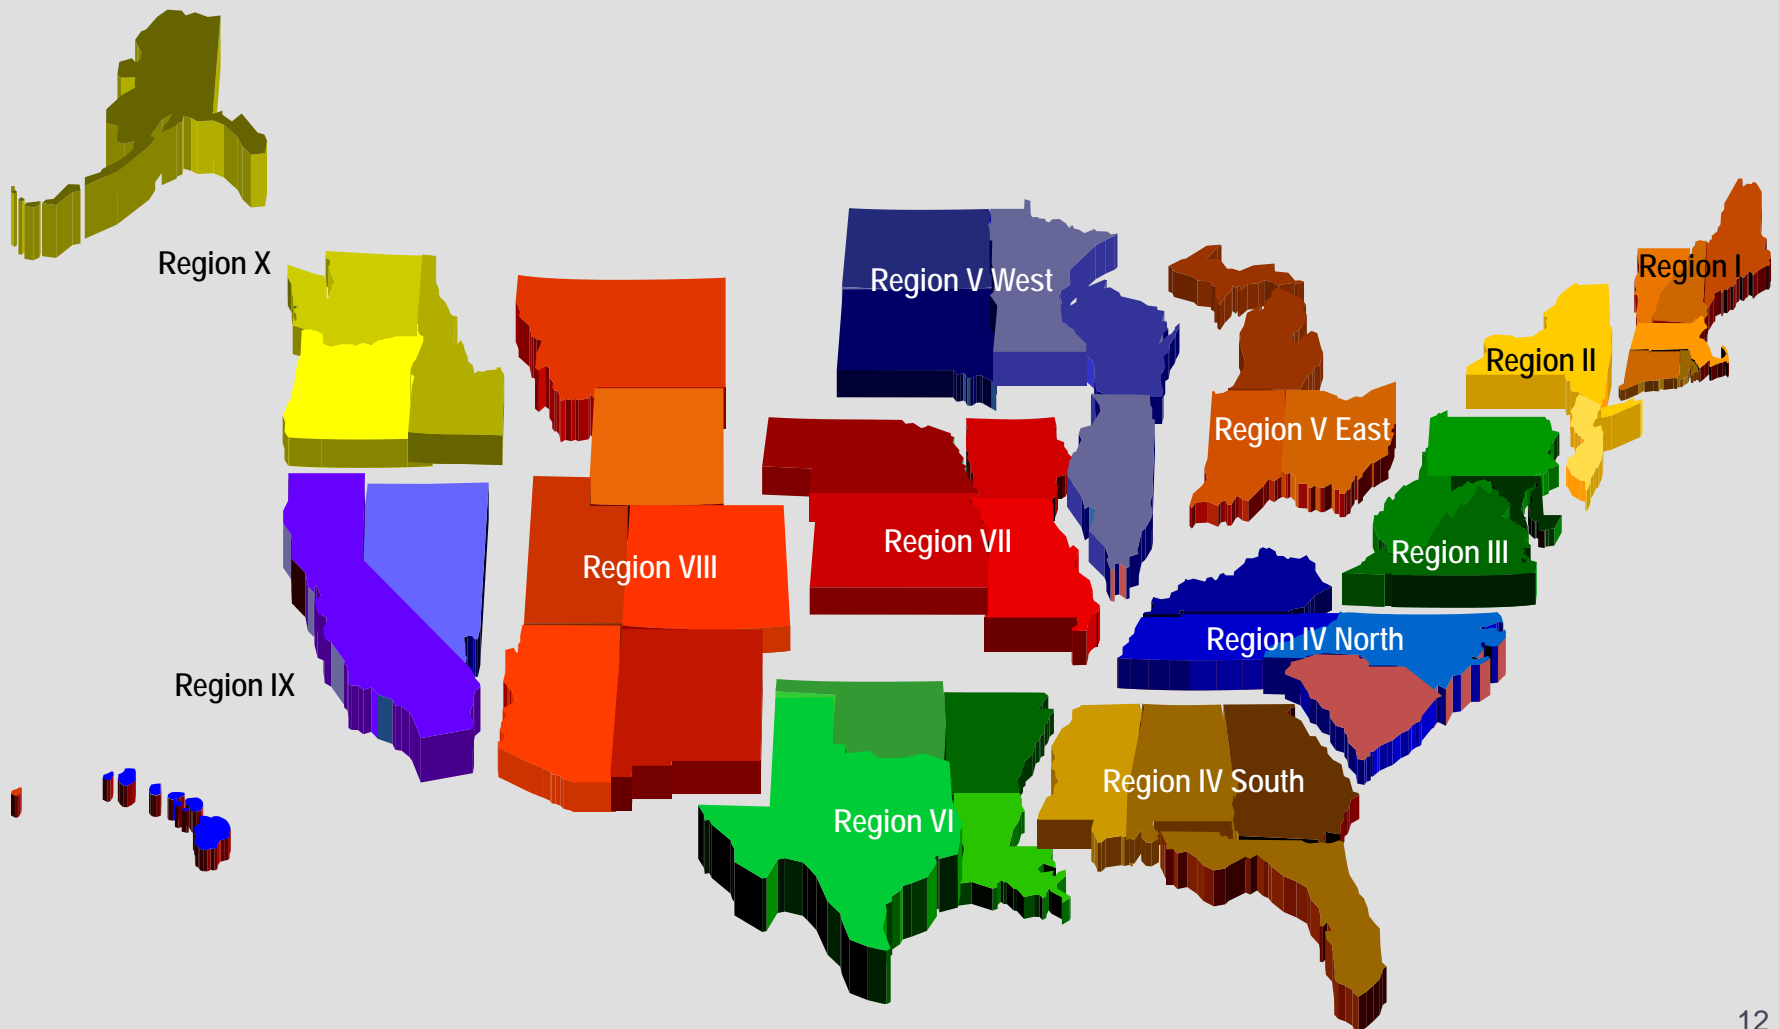 Region X
Region V West
Region I
Region II
Region V East
Region VII
Region III
Region VIII
Region IV North
Region IX
Region IV South
Region VI
12